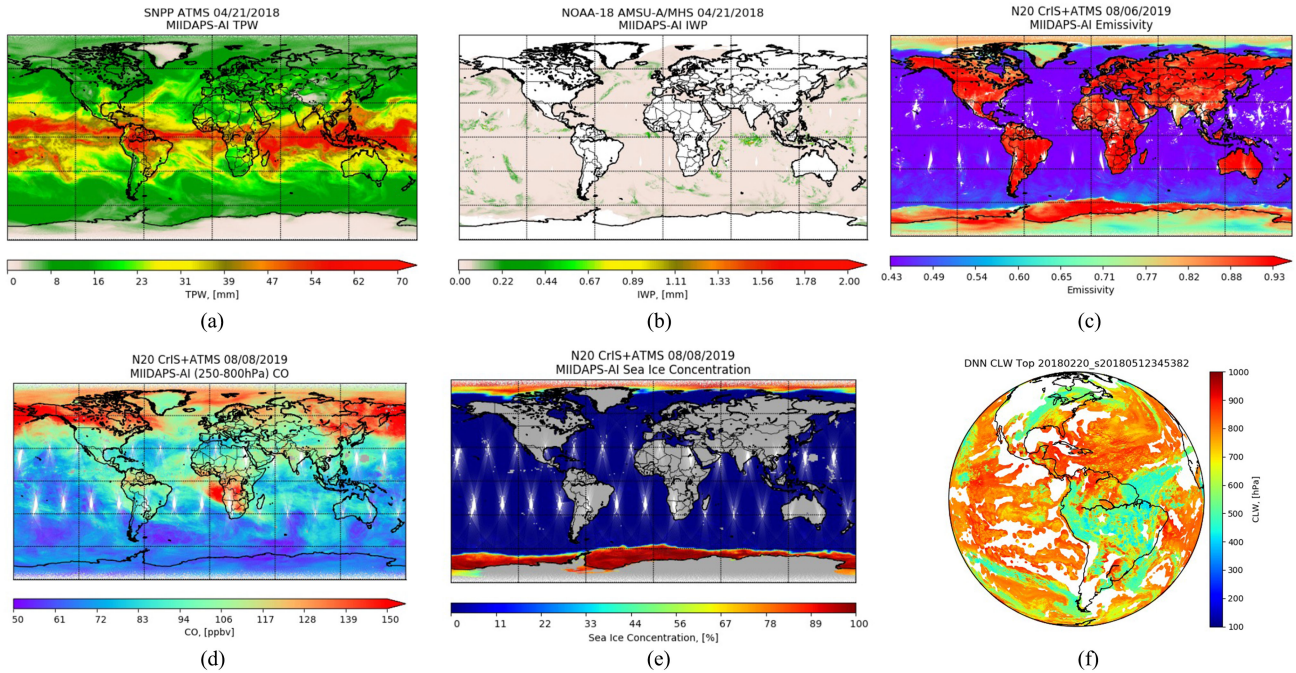 SNPP ATMS 04/21/2018
MIIDAPS-AI TPW
0 8 16 23 31 39 47 54 62 70
TPW, [mm]
(a)
NOAA-18 AMSU-A/MHS 04/21/2018
MIIDAPS-AI IWP
0.00 0.22 0.44 0.67 0.89 1.11 1.33 1.56 1.78 2.00
IWP, [mm]
(b)
N20 CrIS+ATMS 08/06/2019
MIIDAPS-AI Emissivity
0.43 0.49 0.54 0.60 0.65 0.71 0.77 0.82 0.88 0.93
Emissivity
(c)
N20 CrIS+ATMS 08/08/2019
MIIDAPS-AI (250-800hPa) CO
50 61 72 83 94 106 117 128 139 150
CO, [ppbv]
(d)
N20 CrIS+ATMS 08/08/2019
MIIDAPS-AI Sea Ice Concentration
0 11 22 33 44 56 67 78 89 100
Sea Ice Concentration, [%]
(e)
DNN CLW Top 20180220_s20180512345382
1000
900
800
700
600
500
400
300
200
100
CLW, [hPa]
(f)